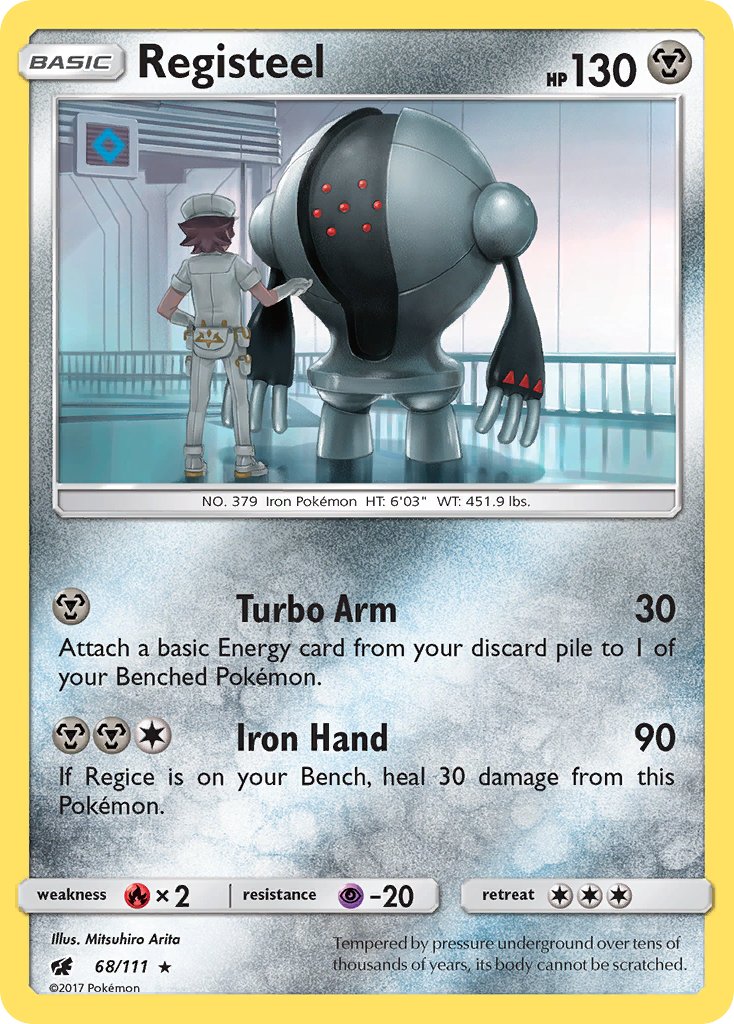 BASIC Registeel HP 130
NO. 379 Iron Pokémon HT: 6'03" WT: 451.9 lbs.
Turbo Arm 30
Attach a basic Energy card from your discard pile to 1 of
your Benched Pokémon.
Iron Hand 90
If Regice is on your Bench, heal 30 damage from this
Pokémon.
weakness × 2 resistance -20 retreat
Illus. Mitsuhiro Arita
68/111 ★
©2017 Pokémon
Tempered by pressure underground over tens of
thousands of years, its body cannot be scratched.